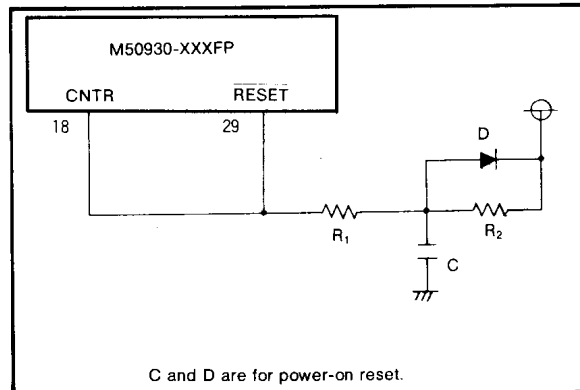 M50930-XXXFP
CNTR RESET
18 29
D
R₁ R₂
C
C and D are for power-on reset.